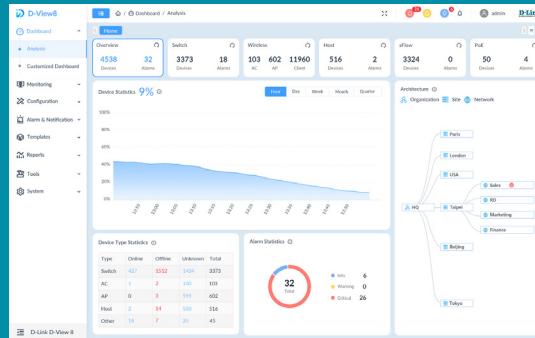 D-View8
Dashboard / Analysis
admin
D-Lin
Dashboard
Analysis
Customized Dashboard
Monitoring
Configuration
Alarm & Notification
Templates
Reports
Tools
System
D-Link D-View 8
Home
Overview
4538 32
Devices Alarms
Switch
3373 18
Devices Alarms
Wireless
103 602 11960
AC AP Client
Host
516 2
Devices Alarms
sFlow
3324 0
Devices Alarms
PoE
50 4
Devices Alarms
Device Statistics 9%
Hour Day Week Month Quarter
100%
80%
60%
40%
20%
0%
Architecture
Organization Site Network
HQ
Paris
London
USA
Taipei
Beijing
Tokyo
Sales
RD
Marketing
Finance
Device Type Statistics
Type Online Offline Unknown Total
Switch 427 1512 1434 3373
AC 1 2 100 103
AP 0 3 599 602
Host 2 14 500 516
Other 18 7 20 45
Alarm Statistics
32
Total
Info 6
Warning 0
Critical 26